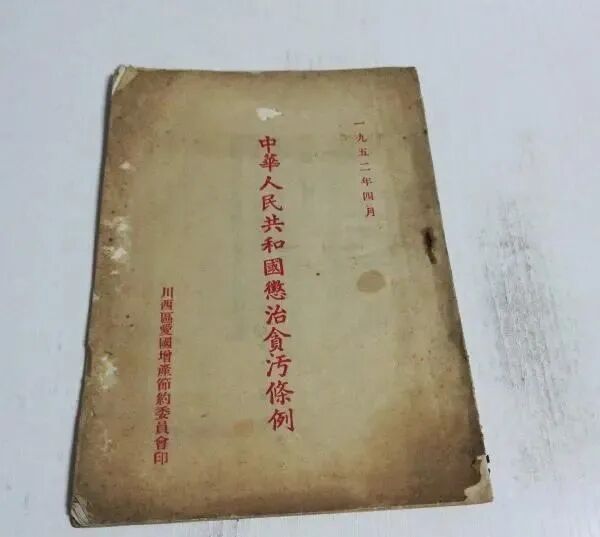 一九五二年四月
中華人民共和國懲治貪污條例
川西區愛國增產節約委員會印